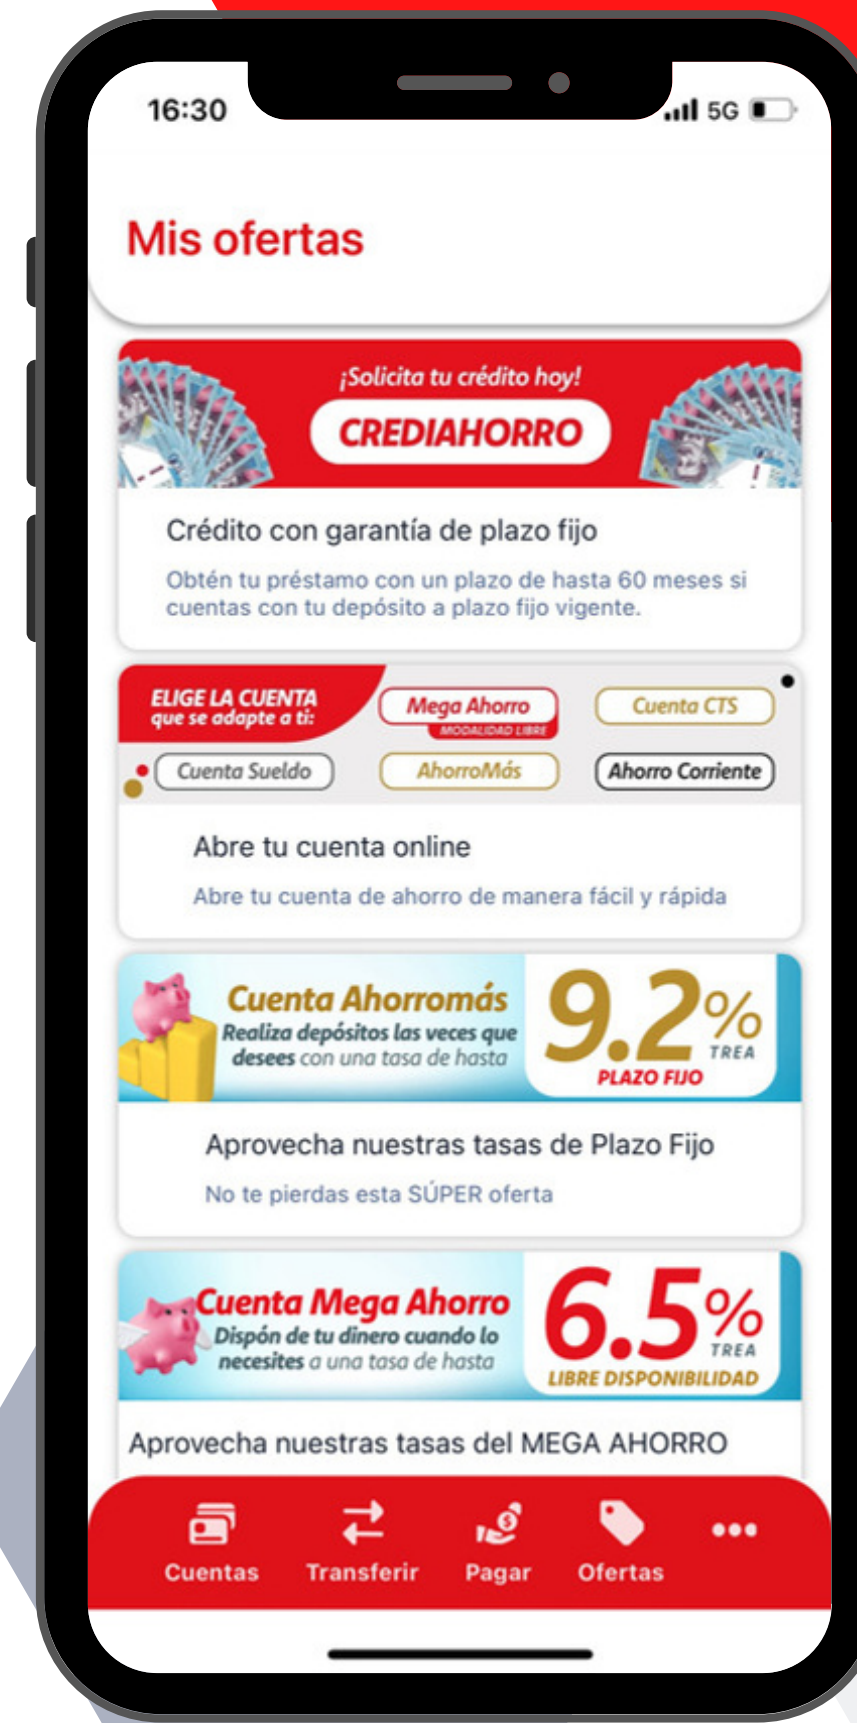 16:30
5G
Mis ofertas
¡Solicita tu crédito hoy!
CREDIAHORRO
Crédito con garantía de plazo fijo
Obtén tu préstamo con un plazo de hasta 60 meses si
cuentas con tu depósito a plazo fijo vigente.
ELIGE LA CUENTA
que se adapte a ti:
Mega Ahorro
MODALIDAD LIBRE
Cuenta CTS
Cuenta Sueldo
AhorroMás
Ahorro Corriente
Abre tu cuenta online
Abre tu cuenta de ahorro de manera fácil y rápida
Cuenta Ahorromás
Realiza depósitos las veces que
desees con una tasa de hasta
9.2%
TREA
PLAZO FIJO
Aprovecha nuestras tasas de Plazo Fijo
No te pierdas esta SÚPER oferta
Cuenta Mega Ahorro
Dispón de tu dinero cuando lo
necesites a una tasa de hasta
6.5%
TREA
LIBRE DISPONIBILIDAD
Aprovecha nuestras tasas del MEGA AHORRO
Cuentas
Transferir
Pagar
Ofertas